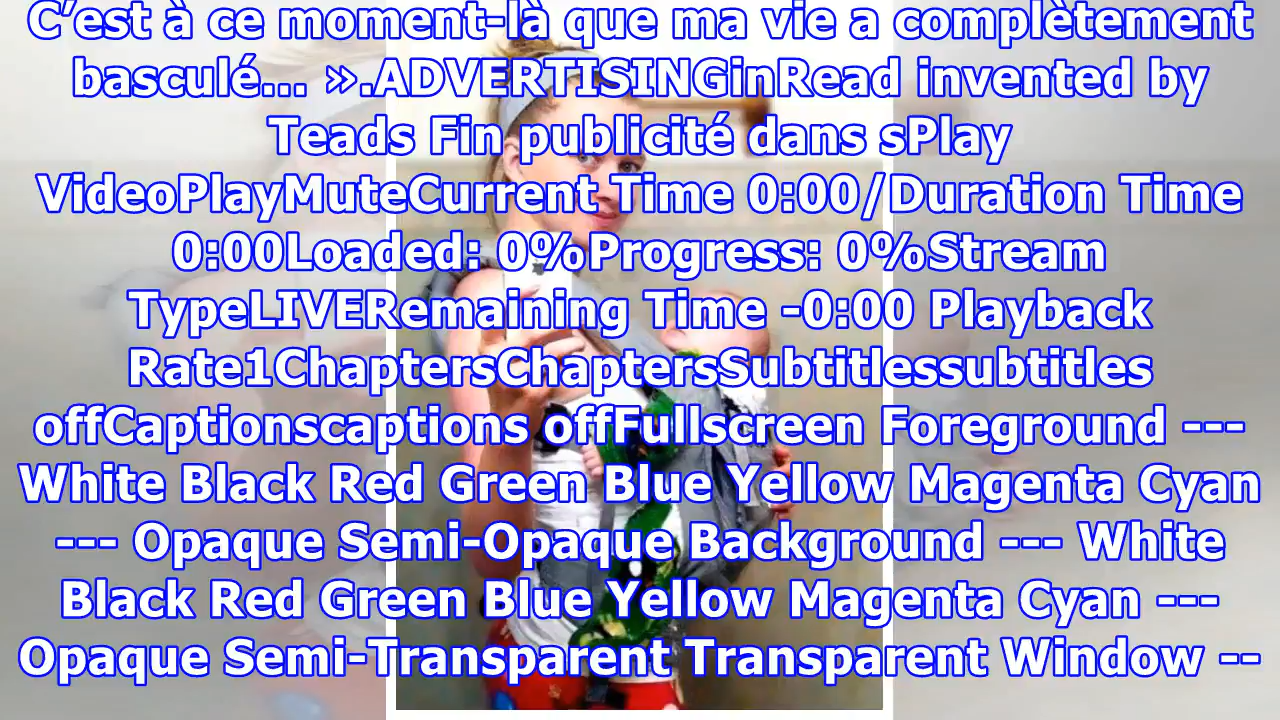 C’est à ce moment-là que ma vie a complètement
basculé... ».ADVERTISINGinRead invented by
Teads Fin publicité dans sPlay
VideoPlayMuteCurrent Time 0:00/Duration Time
0:00Loaded: 0%Progress: 0%Stream
TypeLIVERemaining Time -0:00 Playback
Rate1ChaptersChaptersSubtitlessubtitles
offCaptionscaptions offFullscreen Foreground ---
White Black Red Green Blue Yellow Magenta Cyan
--- Opaque Semi-Opaque Background --- White
Black Red Green Blue Yellow Magenta Cyan ---
Opaque Semi-Transparent Transparent Window --